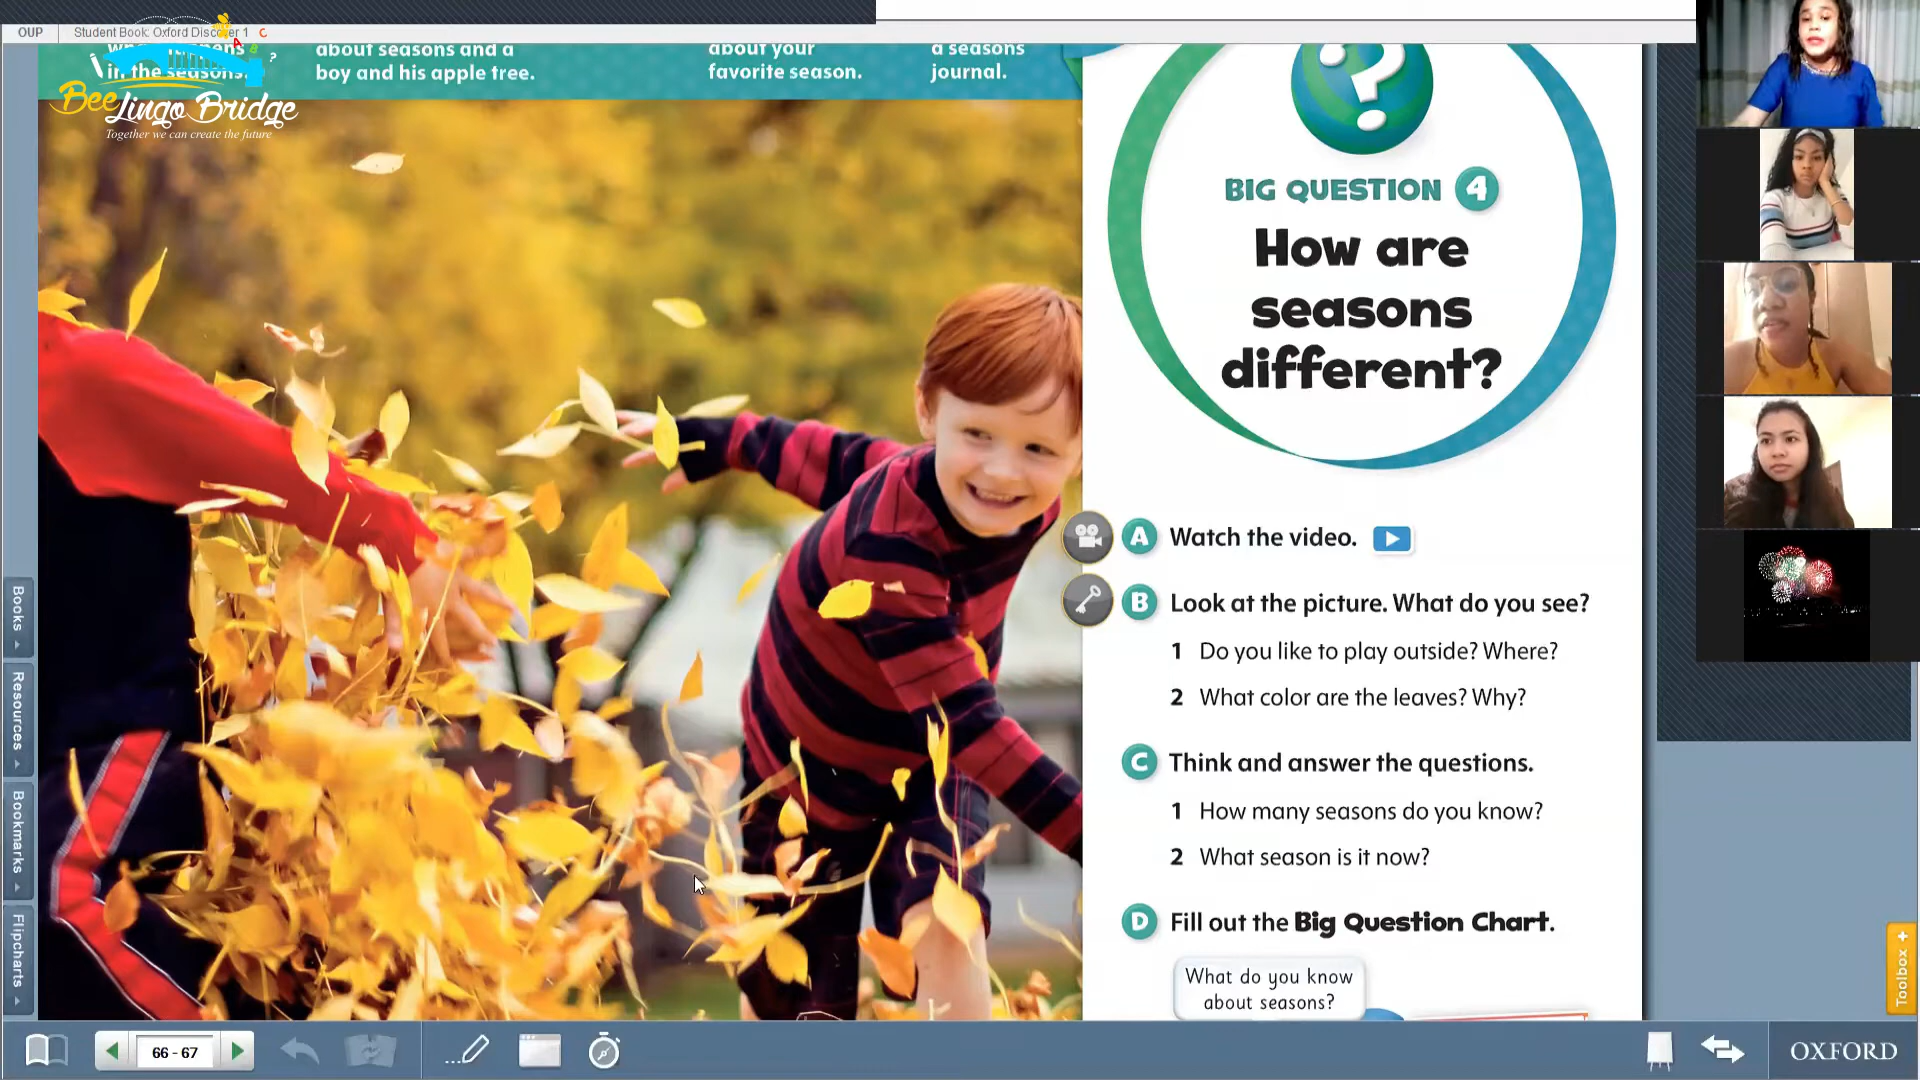 OUP
Student Book: Oxford Discover 1
in the seasons.
about seasons and a
boy and his apple tree.
about your
favorite season.
a seasons
journal.
A B C
Bee Lingo Bridge
Together we can create the future
?
BIG QUESTION 4
How are
seasons
different?
A Watch the video.
B Look at the picture. What do you see?
1 Do you like to play outside? Where?
2 What color are the leaves? Why?
C Think and answer the questions.
1 How many seasons do you know?
2 What season is it now?
D Fill out the Big Question Chart.
What do you know
about seasons?
Books
Resources
Bookmarks
Flipcharts
Toolbox +
66 - 67
OXFORD